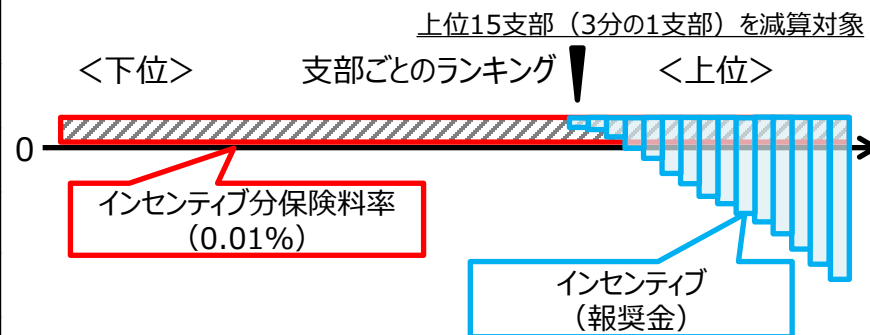 上位15支部（3分の1支部）を減算対象
＜下位＞
支部ごとのランキング
＜上位＞
0
インセンティブ分保険料率
（0.01%）
インセンティブ
（報奨金）